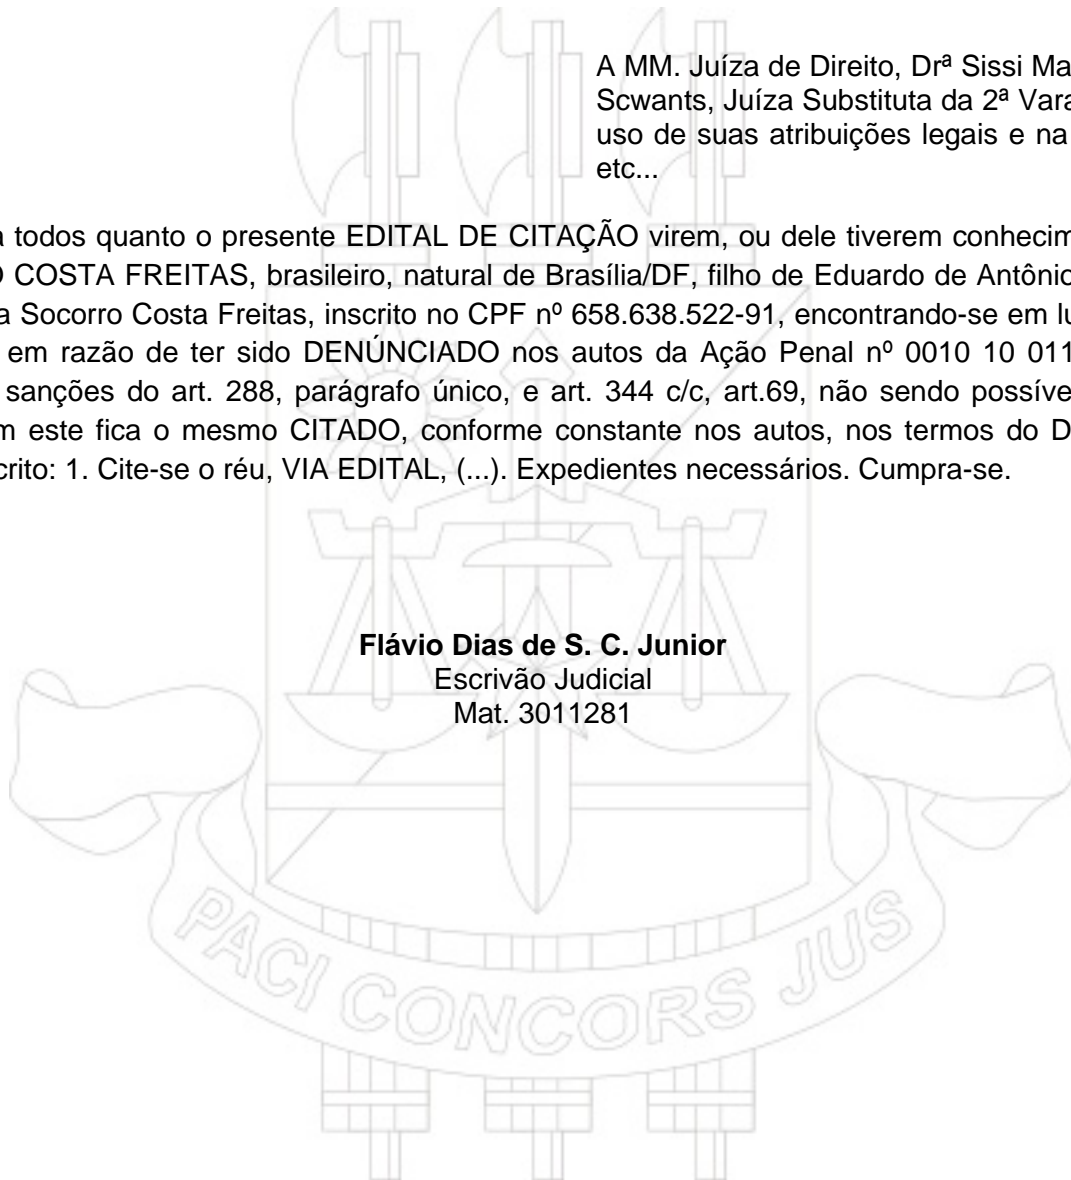 A MM. Juíza de Direito, Drª Sissi Ma
Scwants, Juíza Substituta da 2ª Vara
uso de suas atribuições legais e na
etc...
a todos quanto o presente EDITAL DE CITAÇÃO virem, ou dele tiverem conhecim
O COSTA FREITAS, brasileiro, natural de Brasília/DF, filho de Eduardo de Antônio
a Socorro Costa Freitas, inscrito no CPF nº 658.638.522-91, encontrando-se em lu
em razão de ter sido DENÚNCIADO nos autos da Ação Penal nº 0010 10 011
sanções do art. 288, parágrafo único, e art. 344 c/c, art.69, não sendo possíve
m este fica o mesmo CITADO, conforme constante nos autos, nos termos do D
crito: 1. Cite-se o réu, VIA EDITAL, (...). Expedientes necessários. Cumpra-se.
Flávio Dias de S. C. Junior
Escrivão Judicial
Mat. 3011281
PACI CONCORS JUS